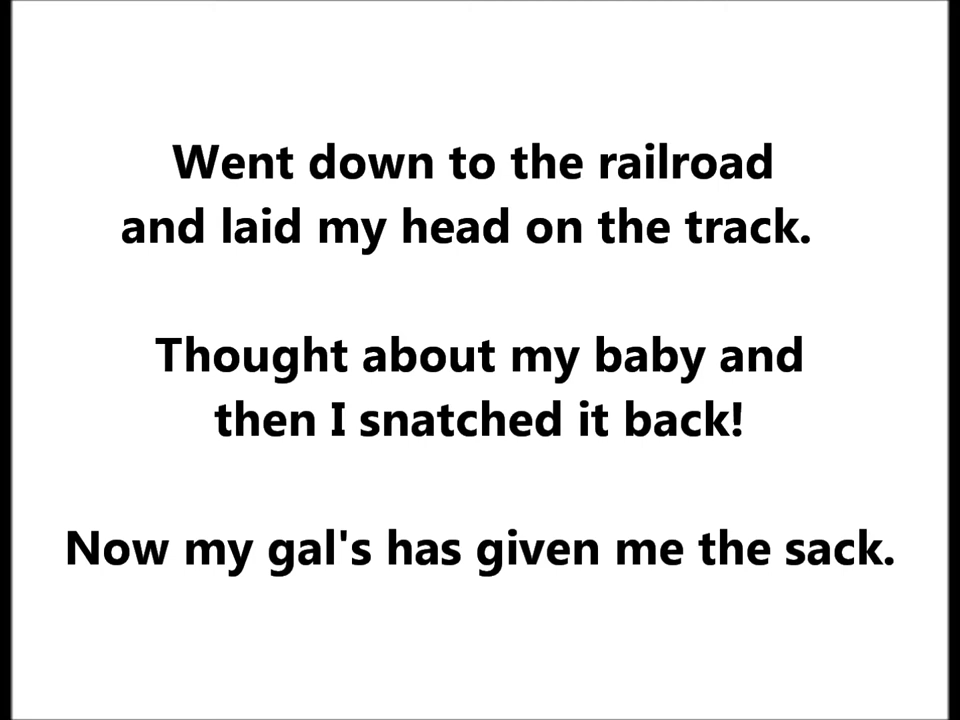 Went down to the railroad
and laid my head on the track.
Thought about my baby and
then I snatched it back!
Now my gal's has given me the sack.